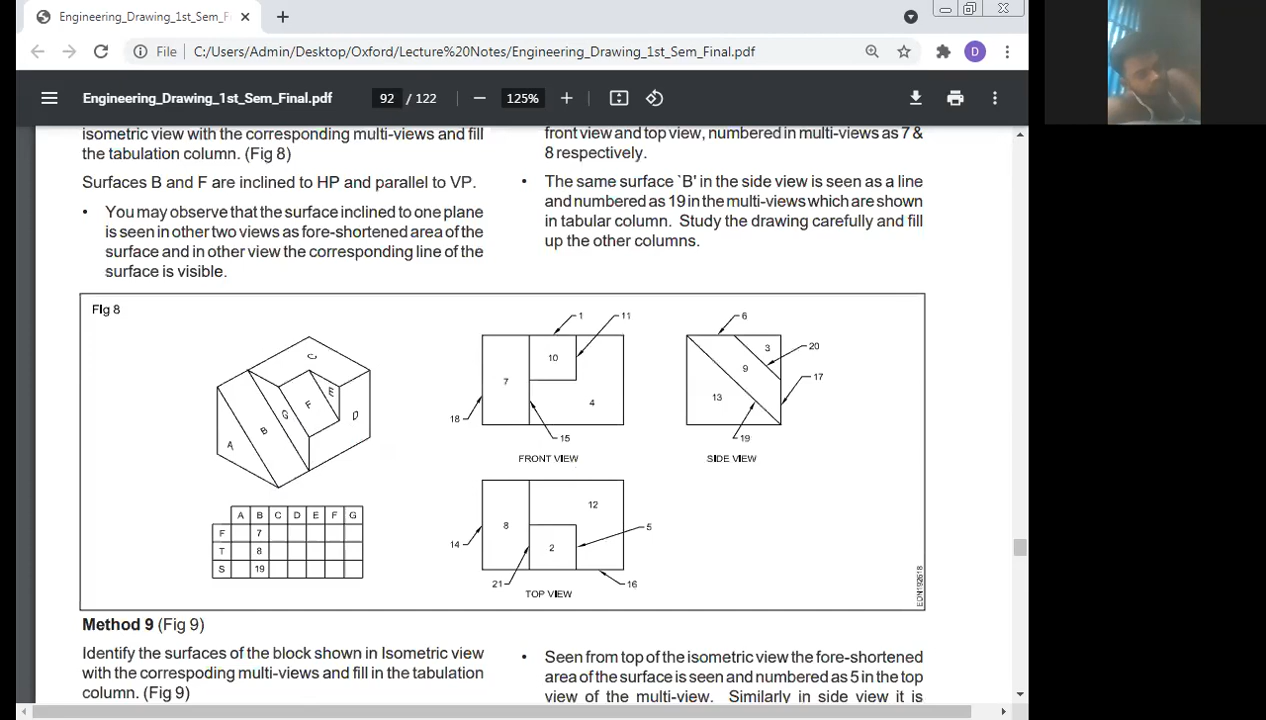 Engineering_Drawing_1st_Sem_F
File
C:/Users/Admin/Desktop/Oxford/Lecture%20Notes/Engineering_Drawing_1st_Sem_Final.pdf
D
Engineering_Drawing_1st_Sem_Final.pdf
92 / 122
125%
isometric view with the corresponding multi-views and fill
the tabulation column. (Fig 8)
Surfaces B and F are inclined to HP and parallel to VP.
• You may observe that the surface inclined to one plane
is seen in other two views as fore-shortened area of the
surface and in other view the corresponding line of the
surface is visible.
front view and top view, numbered in multi-views as 7 &
8 respectively.
• The same surface `B' in the side view is seen as a line
and numbered as 19 in the multi-views which are shown
in tabular column. Study the drawing carefully and fill
up the other columns.
Fig 8
C
E
F
G
D
B
A
A B C D E F G
F 7
T 8
S 19
1
11
10
7
4
18
15
FRONT VIEW
6
3
20
9
17
13
19
SIDE VIEW
12
8
5
14
2
21
16
TOP VIEW
EDN192618
Method 9 (Fig 9)
Identify the surfaces of the block shown in Isometric view
with the correspoding multi-views and fill in the tabulation
column. (Fig 9)
• Seen from top of the isometric view the fore-shortened
area of the surface is seen and numbered as 5 in the top
view of the multi-view. Similarly in side view it is